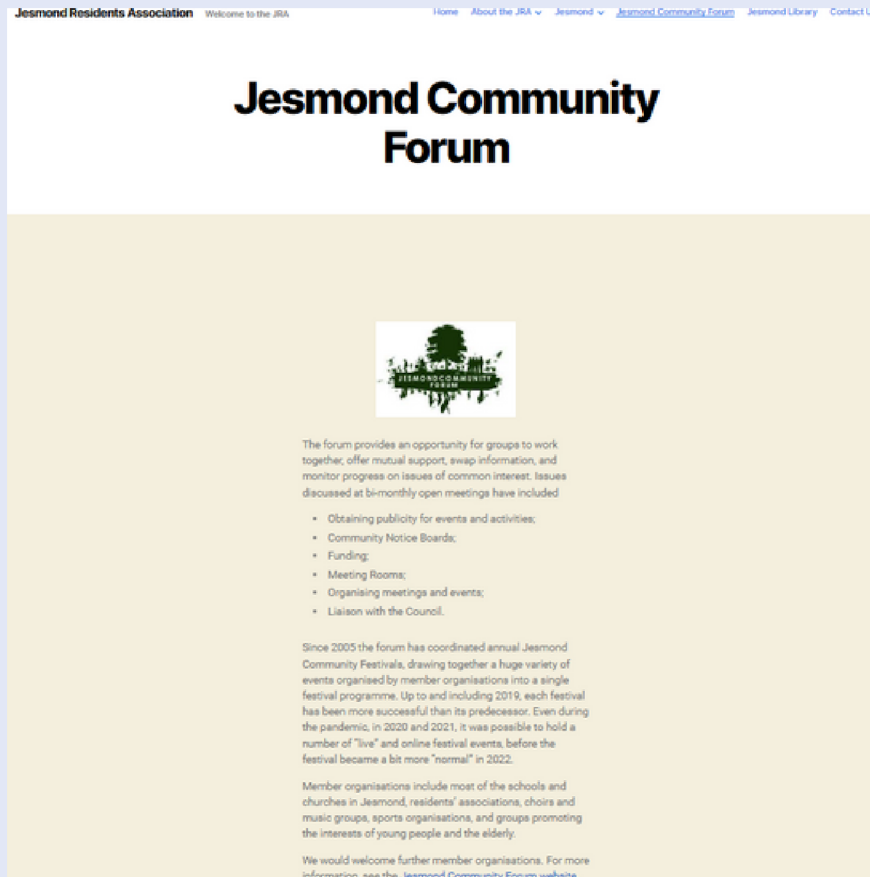 Jesmond Residents Association Welcome to the JRA Home About the JRA Jesmond Jesmond Community Forum Jesmond Library Contact U
Jesmond Community
Forum
JESMONDCOMMUNITY
FORUM
The forum provides an opportunity for groups to work
together, offer mutual support, swap information, and
monitor progress on issues of common interest. Issues
discussed at bi-monthly open meetings have included
• Obtaining publicity for events and activities;
• Community Notice Boards;
• Funding;
• Meeting Rooms;
• Organising meetings and events;
• Liaison with the Council.
Since 2005 the forum has coordinated annual Jesmond
Community Festivals, drawing together a huge variety of
events organised by member organisations into a single
festival programme. Up to and including 2019, each festival
has been more successful than its predecessor. Even during
the pandemic, in 2020 and 2021, it was possible to hold a
number of "live" and online festival events, before the
festival became a bit more "normal" in 2022.
Member organisations include most of the schools and
churches in Jesmond, residents' associations, choirs and
music groups, sports organisations, and groups promoting
the interests of young people and the elderly.
We would welcome further member organisations. For more
information, see the Jesmond Community Forum website